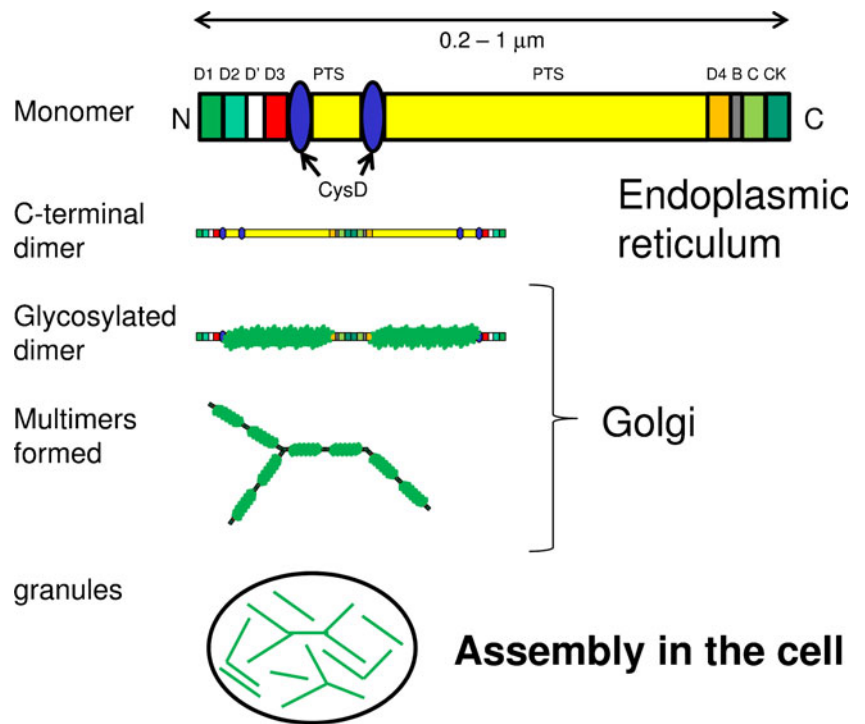 0.2 – 1 μm
D1 D2 D' D3 PTS PTS D4 B C CK
Monomer N C
CysD
C-terminal
dimer
Endoplasmic
reticulum
Glycosylated
dimer
Multimers
formed
Golgi
granules
Assembly in the cell